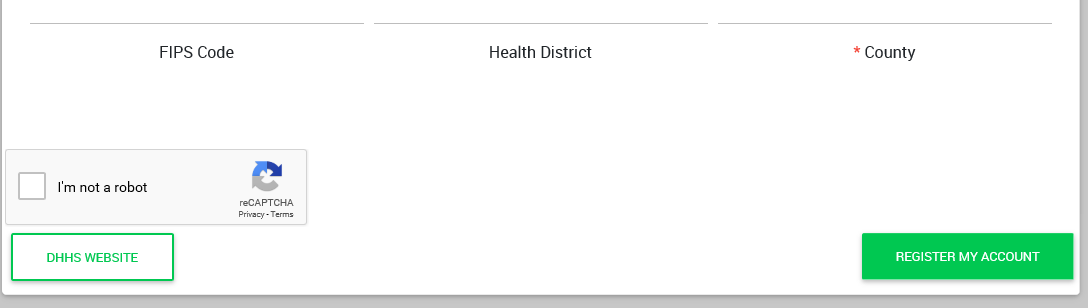 FIPS Code
Health District
* County
I'm not a robot
reCAPTCHA
Privacy - Terms
DHHS WEBSITE
REGISTER MY ACCOUNT